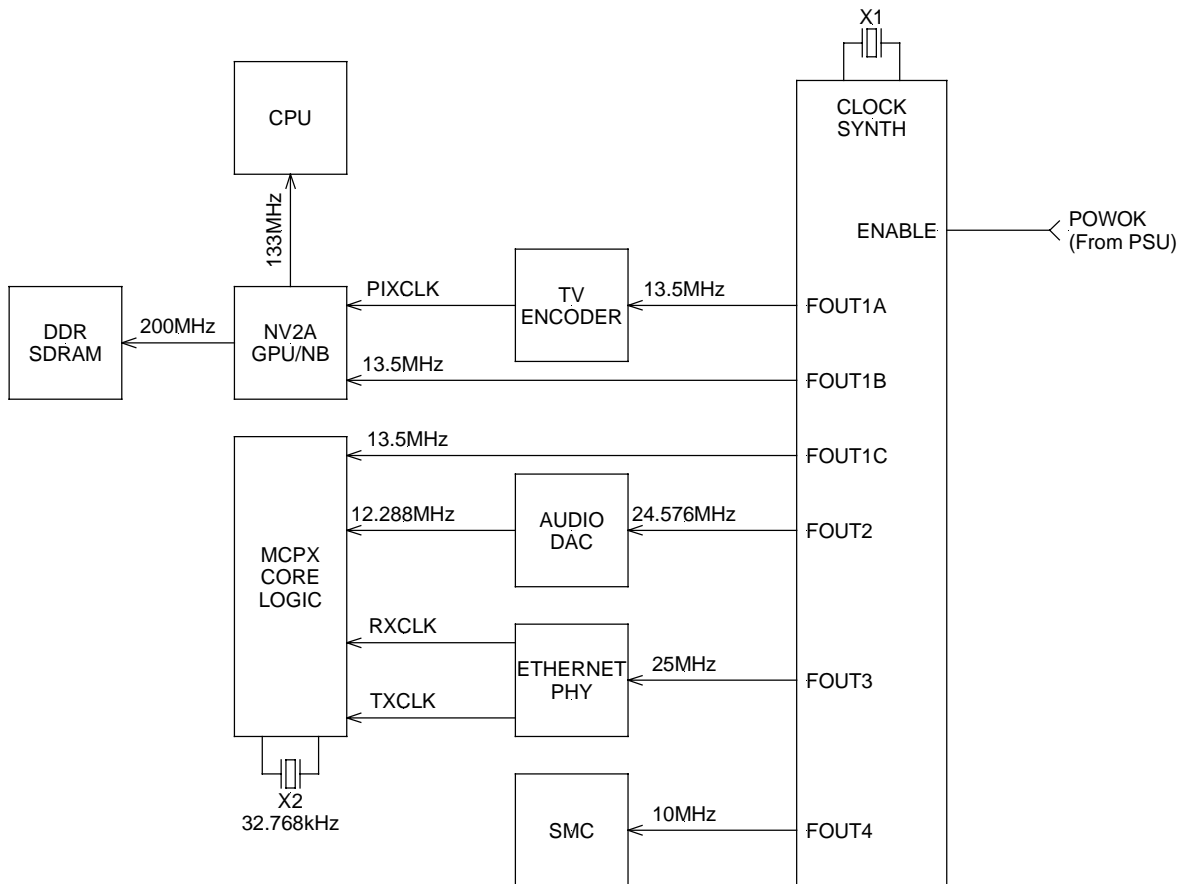 X1
CLOCK
SYNTH
CPU
133MHz
ENABLE
POWOK
(From PSU)
DDR
SDRAM
200MHz
NV2A
GPU/NB
PIXCLK
TV
ENCODER
13.5MHz
FOUT1A
13.5MHz
FOUT1B
13.5MHz
FOUT1C
MCPX
CORE
LOGIC
12.288MHz
AUDIO
DAC
24.576MHz
FOUT2
RXCLK
TXCLK
ETHERNET
PHY
25MHz
FOUT3
X2
32.768kHz
SMC
10MHz
FOUT4